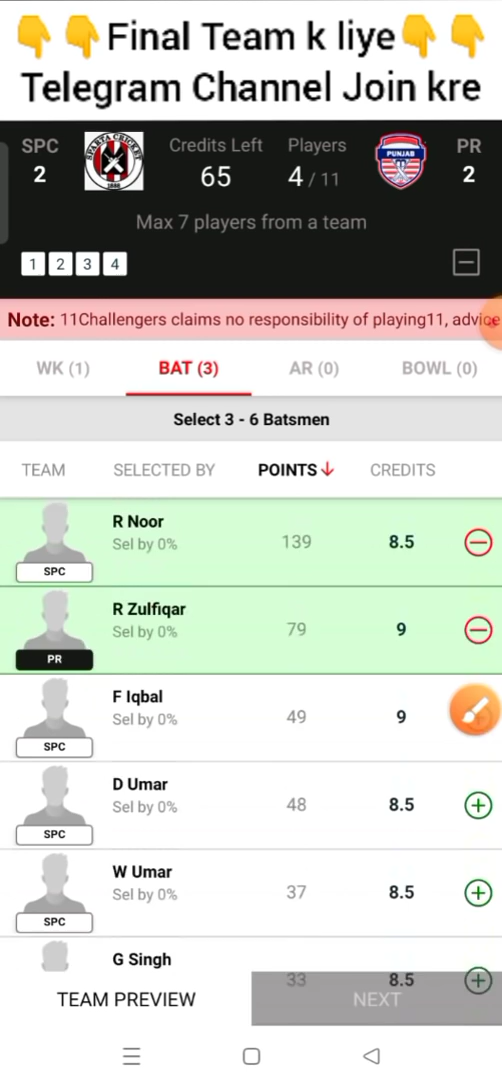 👇👇Final Team k liye👇👇
Telegram Channel Join kre
SPC Credits Left Players PR
2 65 4 / 11 2
SPARTA CRICKET
1888
PUNJAB
Max 7 players from a team
1 2 3 4
Note: 11Challengers claims no responsibility of playing11, advice
WK (1) BAT (3) AR (0) BOWL (0)
Select 3 - 6 Batsmen
TEAM SELECTED BY POINTS CREDITS
R Noor
Sel by 0% 139 8.5
SPC
R Zulfiqar
Sel by 0% 79 9
PR
F Iqbal
Sel by 0% 49 9
SPC
D Umar
Sel by 0% 48 8.5
SPC
W Umar
Sel by 0% 37 8.5
SPC
G Singh
33 8.5
TEAM PREVIEW NEXT